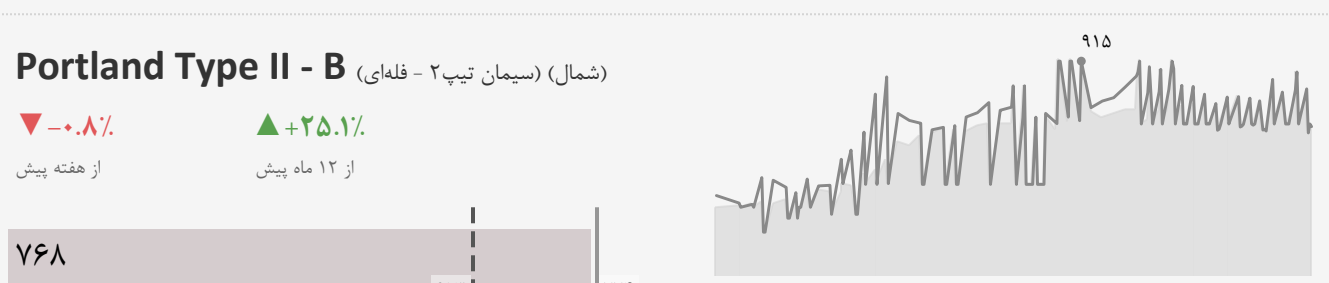 Portland Type II - B (شمال) (سیمان تیپ۲ - فله‌ای)
▼ -۰.۸٪
▲ +۲۵.۱٪
از هفته پیش
از ۱۲ ماه پیش
۷۶۸
۹۱۵